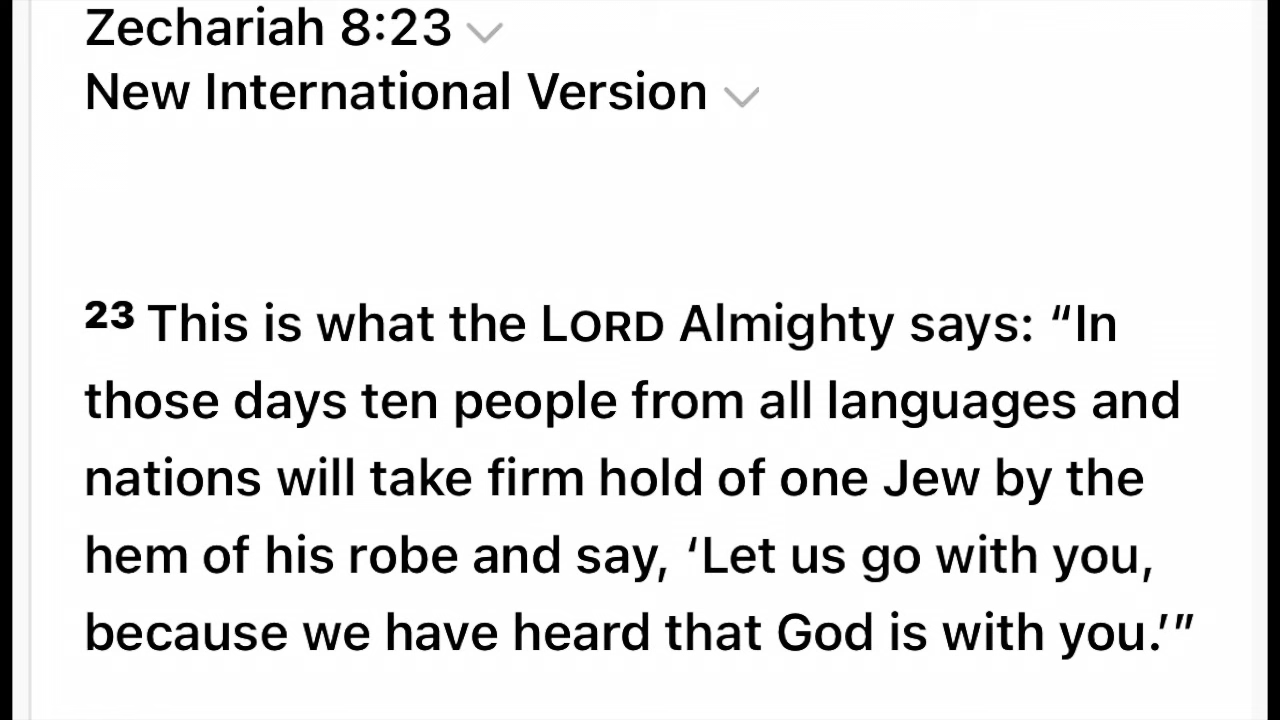 Zechariah 8:23
New International Version
23 This is what the LORD Almighty says: “In
those days ten people from all languages and
nations will take firm hold of one Jew by the
hem of his robe and say, ‘Let us go with you,
because we have heard that God is with you.’”